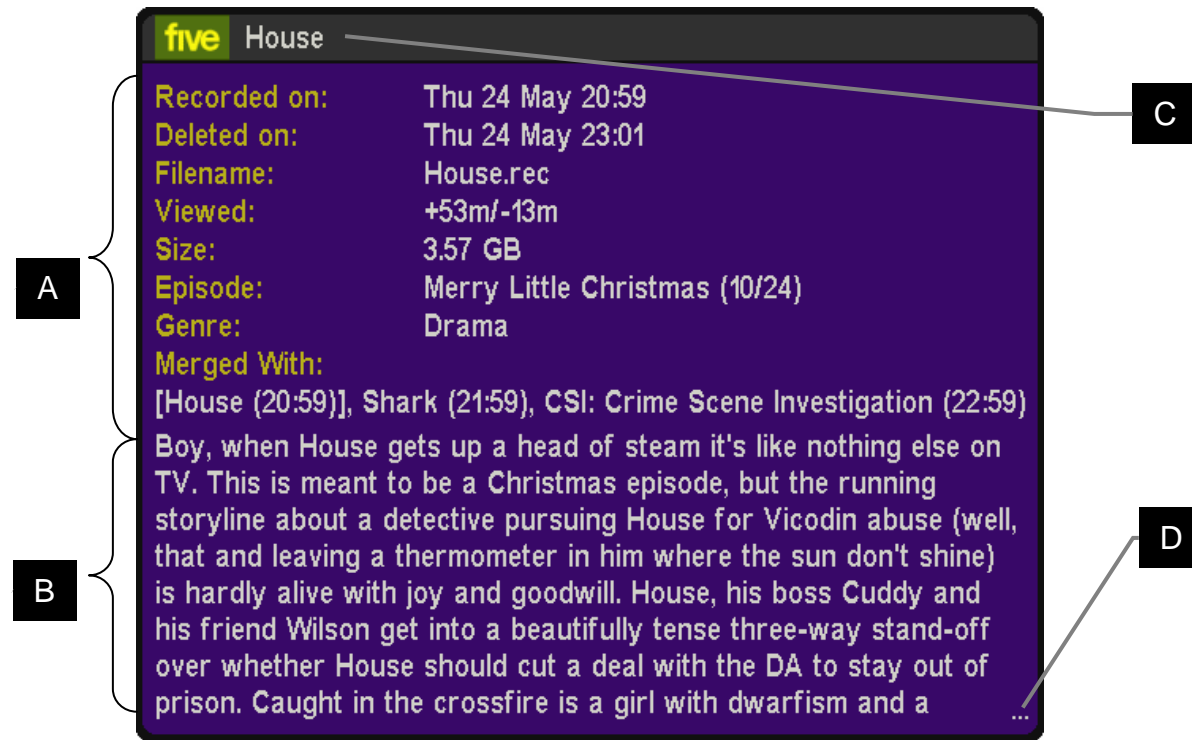 five House
C
Recorded on: Thu 24 May 20:59
Deleted on: Thu 24 May 23:01
Filename: House.rec
Viewed: +53m/-13m
Size: 3.57 GB
A
Episode: Merry Little Christmas (10/24)
Genre: Drama
Merged With:
[House (20:59)], Shark (21:59), CSI: Crime Scene Investigation (22:59)
Boy, when House gets up a head of steam it's like nothing else on
TV. This is meant to be a Christmas episode, but the running
storyline about a detective pursuing House for Vicodin abuse (well,
D
that and leaving a thermometer in him where the sun don't shine)
B
is hardly alive with joy and goodwill. House, his boss Cuddy and
his friend Wilson get into a beautifully tense three-way stand-off
over whether House should cut a deal with the DA to stay out of
prison. Caught in the crossfire is a girl with dwarfism and a ...